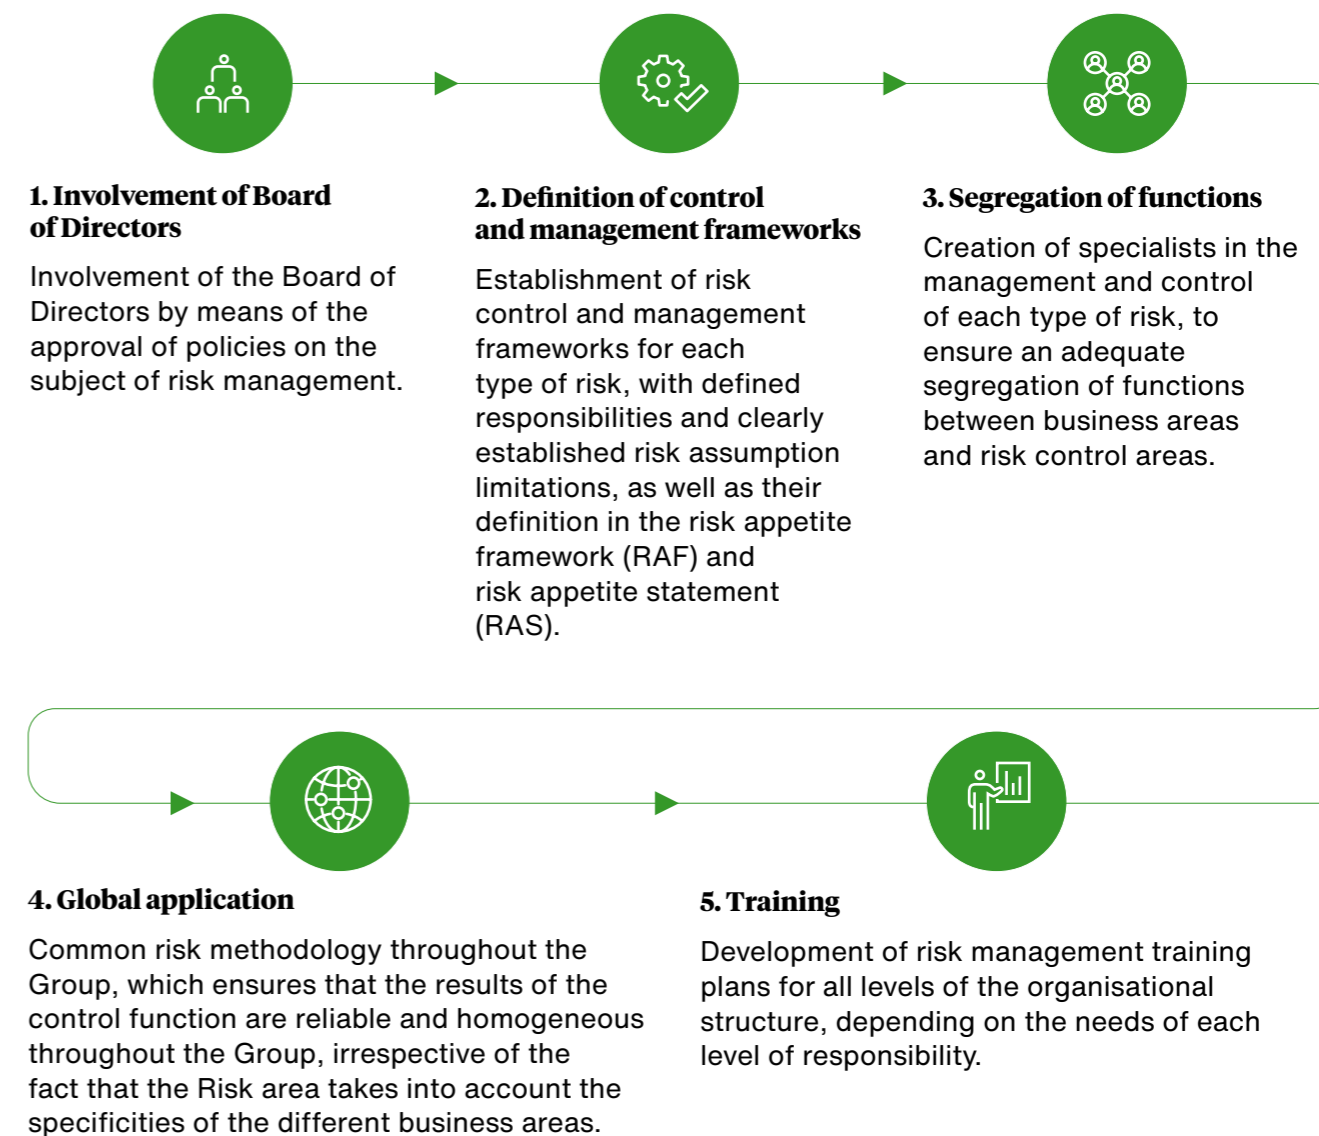 1. Involvement of Board
of Directors
Involvement of the Board of
Directors by means of the
approval of policies on the
subject of risk management.
2. Definition of control
and management frameworks
Establishment of risk
control and management
frameworks for each
type of risk, with defined
responsibilities and clearly
established risk assumption
limitations, as well as their
definition in the risk appetite
framework (RAF) and
risk appetite statement
(RAS).
3. Segregation of functions
Creation of specialists in the
management and control
of each type of risk, to
ensure an adequate
segregation of functions
between business areas
and risk control areas.
4. Global application
Common risk methodology throughout the
Group, which ensures that the results of the
control function are reliable and homogeneous
throughout the Group, irrespective of the
fact that the Risk area takes into account the
specificities of the different business areas.
5. Training
Development of risk management training
plans for all levels of the organisational
structure, depending on the needs of each
level of responsibility.